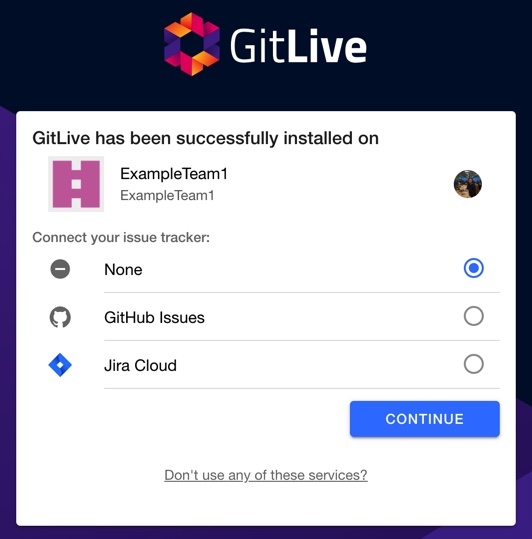 GitLive
GitLive has been successfully installed on
ExampleTeam1
ExampleTeam1
Connect your issue tracker:
None
GitHub Issues
Jira Cloud
CONTINUE
Don't use any of these services?